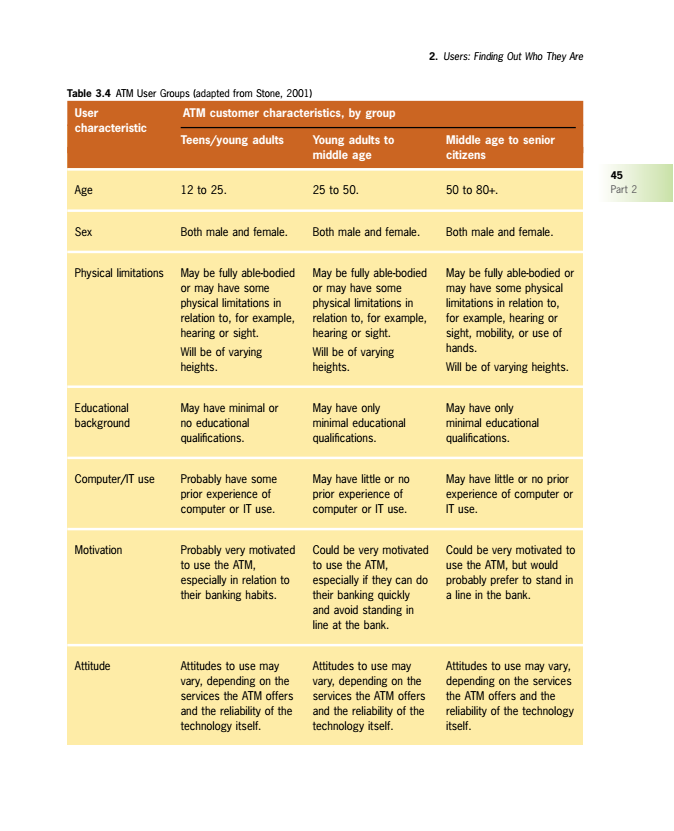 2. Users: Finding Out Who They Are
Table 3.4 ATM User Groups (adapted from Stone, 2001)
User
characteristic
ATM customer characteristics, by group
Teens/young adults
Young adults to
middle age
Middle age to senior
citizens
45
Part 2
Age
12 to 25.
25 to 50.
50 to 80+.
Sex
Both male and female.
Both male and female.
Both male and female.
Physical limitations
May be fully able-bodied
or may have some
physical limitations in
relation to, for example,
hearing or sight.
Will be of varying
heights.
May be fully able-bodied
or may have some
physical limitations in
relation to, for example,
hearing or sight.
Will be of varying
heights.
May be fully able-bodied or
may have some physical
limitations in relation to,
for example, hearing or
sight, mobility, or use of
hands.
Will be of varying heights.
Educational
background
May have minimal or
no educational
qualifications.
May have only
minimal educational
qualifications.
May have only
minimal educational
qualifications.
Computer/IT use
Probably have some
prior experience of
computer or IT use.
May have little or no
prior experience of
computer or IT use.
May have little or no prior
experience of computer or
IT use.
Motivation
Probably very motivated
to use the ATM,
especially in relation to
their banking habits.
Could be very motivated
to use the ATM,
especially if they can do
their banking quickly
and avoid standing in
line at the bank.
Could be very motivated to
use the ATM, but would
probably prefer to stand in
a line in the bank.
Attitude
Attitudes to use may
vary, depending on the
services the ATM offers
and the reliability of the
technology itself.
Attitudes to use may
vary, depending on the
services the ATM offers
and the reliability of the
technology itself.
Attitudes to use may vary,
depending on the services
the ATM offers and the
reliability of the technology
itself.